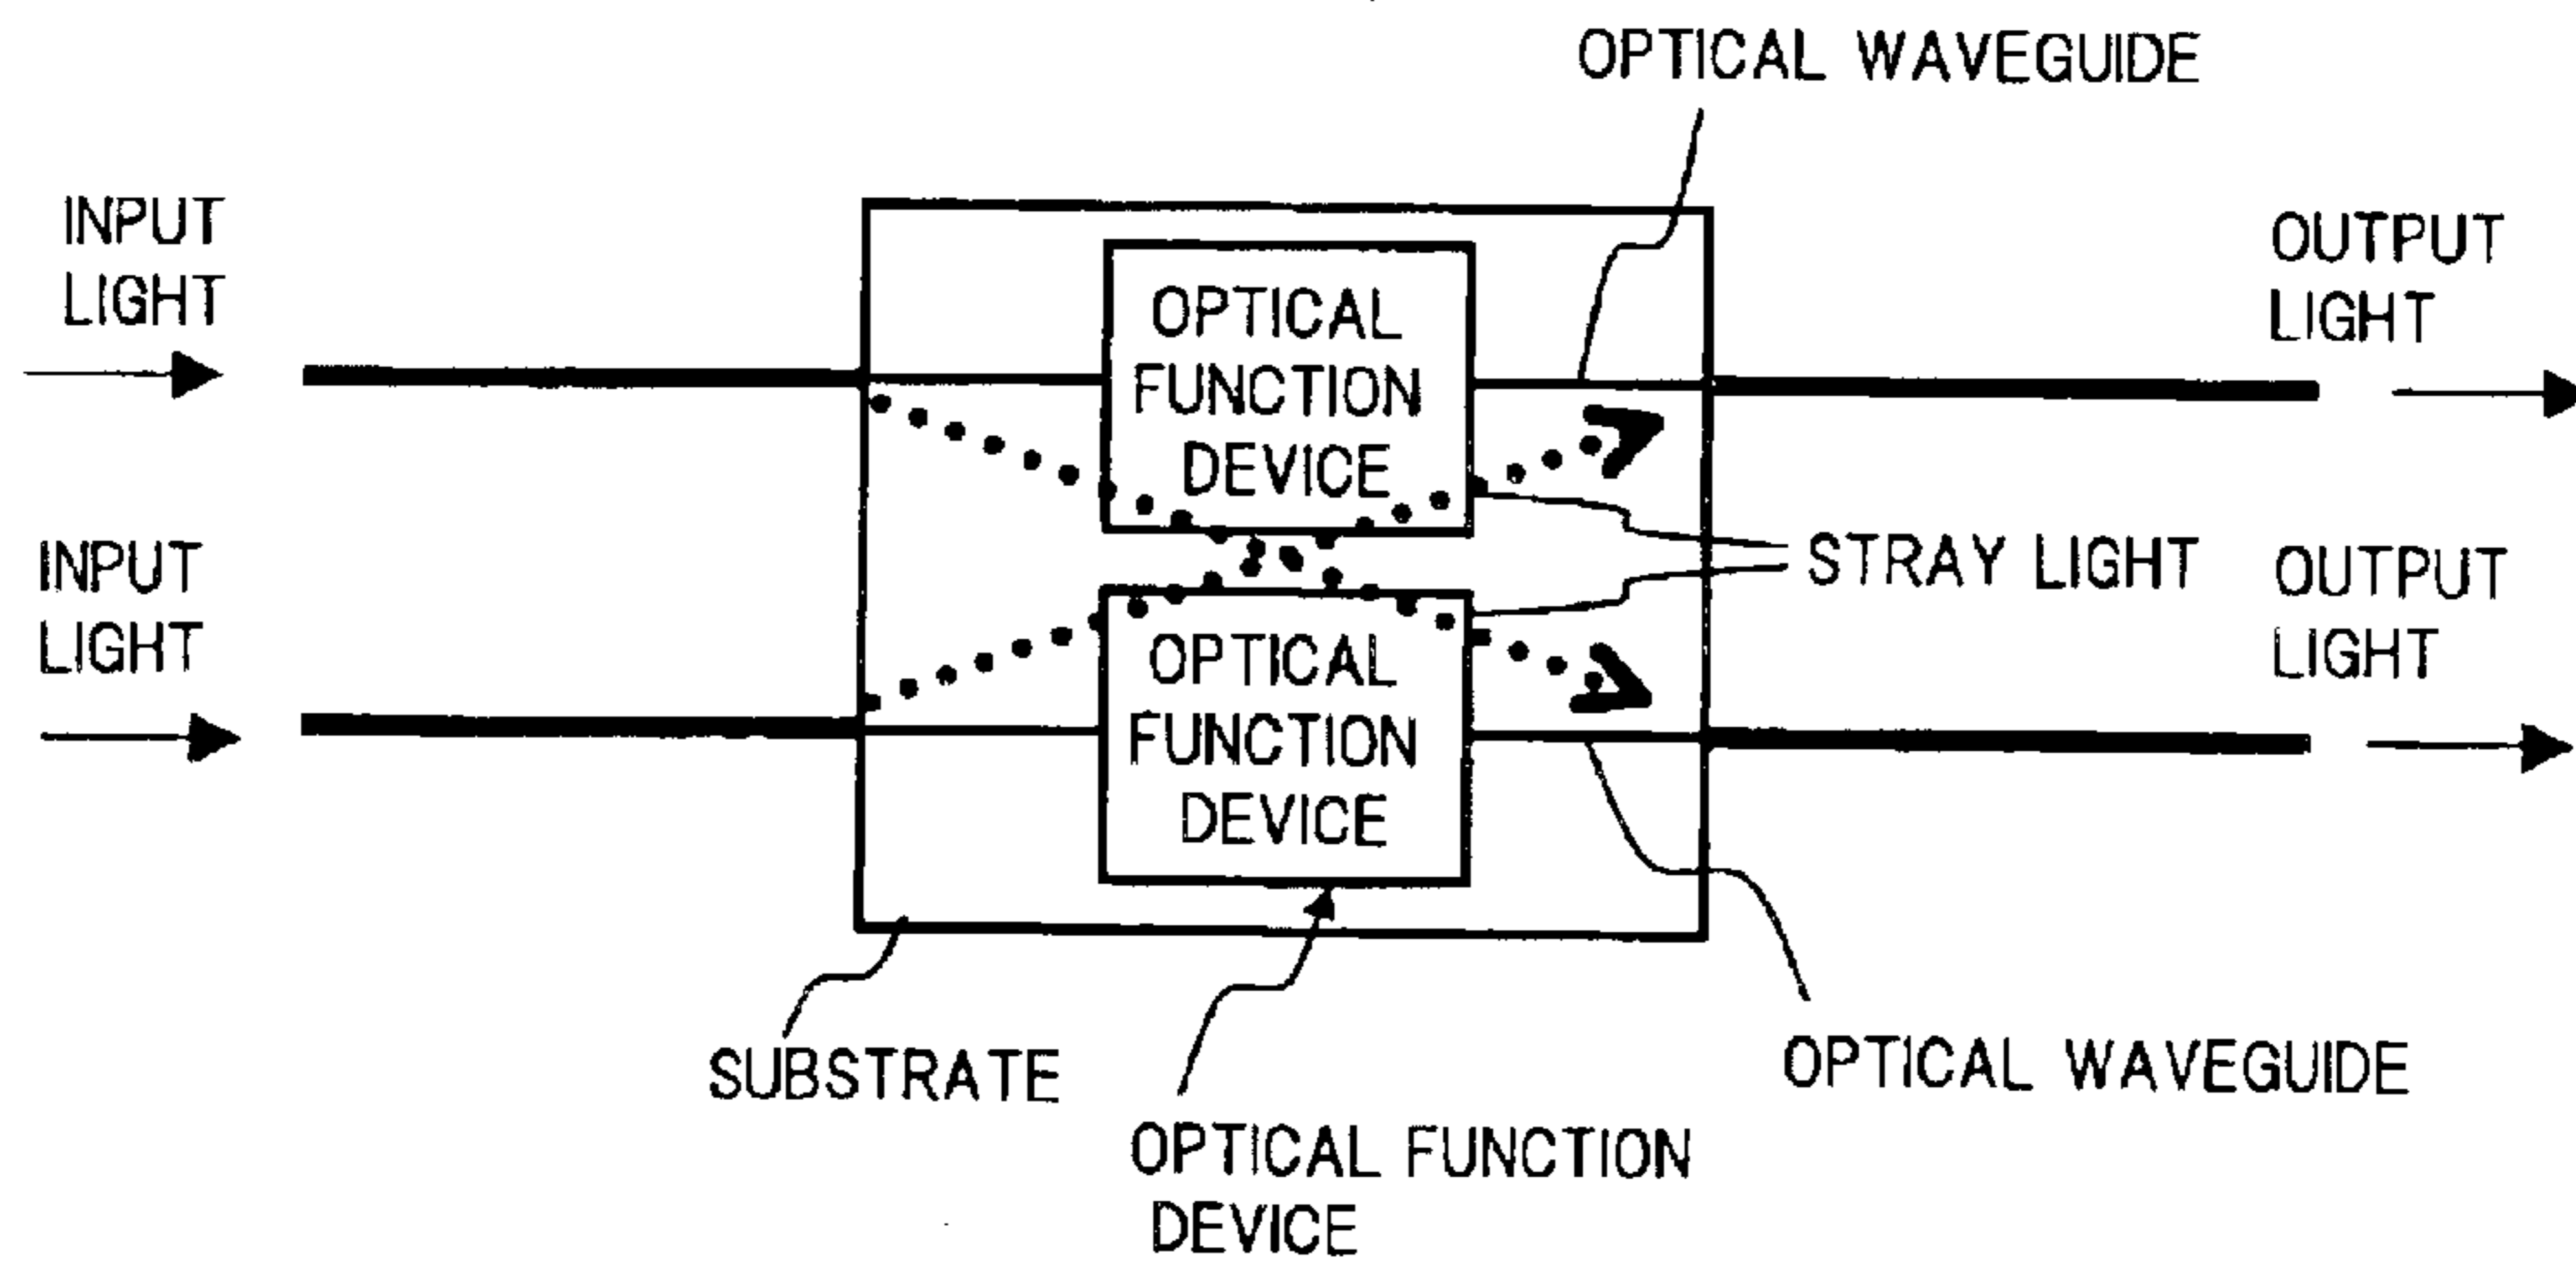 OPTICAL WAVEGUIDE
INPUT
LIGHT
OUTPUT
LIGHT
OPTICAL
FUNCTION
DEVICE
STRAY LIGHT
INPUT
LIGHT
OUTPUT
LIGHT
OPTICAL
FUNCTION
DEVICE
SUBSTRATE
OPTICAL WAVEGUIDE
OPTICAL FUNCTION
DEVICE